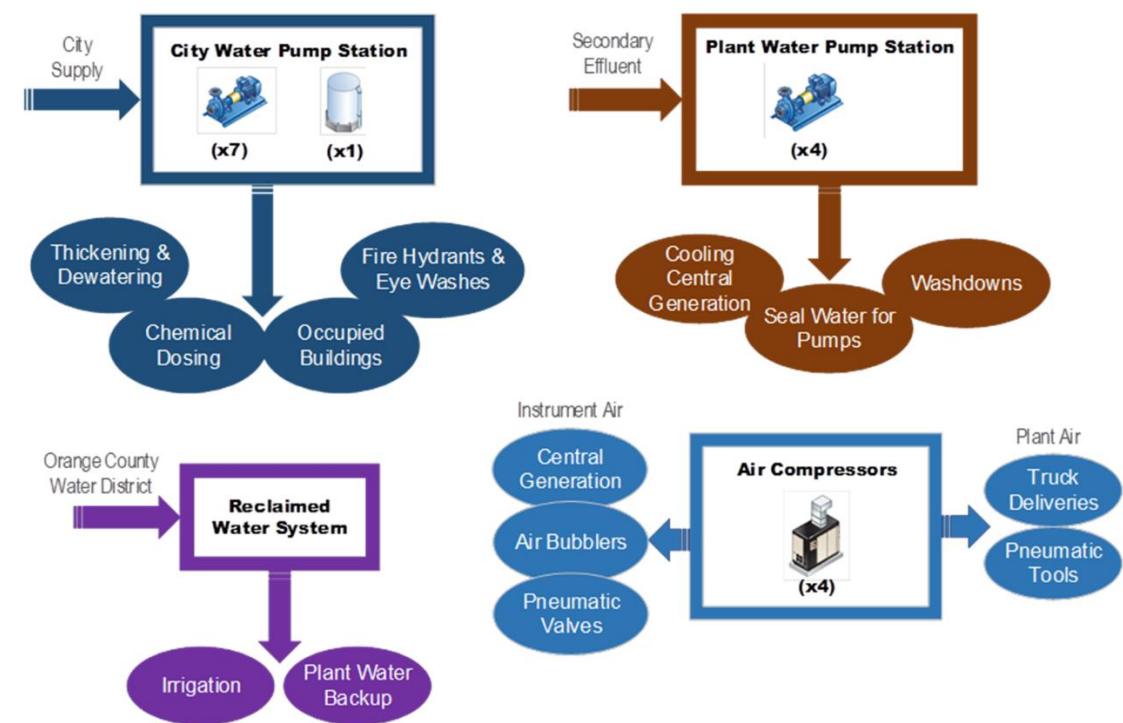 City
Supply
City Water Pump Station
(x7)
(x1)
Thickening &
Dewatering
Chemical
Dosing
Occupied
Buildings
Fire Hydrants &
Eye Washes
Secondary
Effluent
Plant Water Pump Station
(x4)
Cooling
Central
Generation
Seal Water for
Pumps
Washdowns
Orange County
Water District
Reclaimed
Water System
Irrigation
Plant Water
Backup
Instrument Air
Central
Generation
Air Bubblers
Pneumatic
Valves
Air Compressors
(x4)
Plant Air
Truck
Deliveries
Pneumatic
Tools